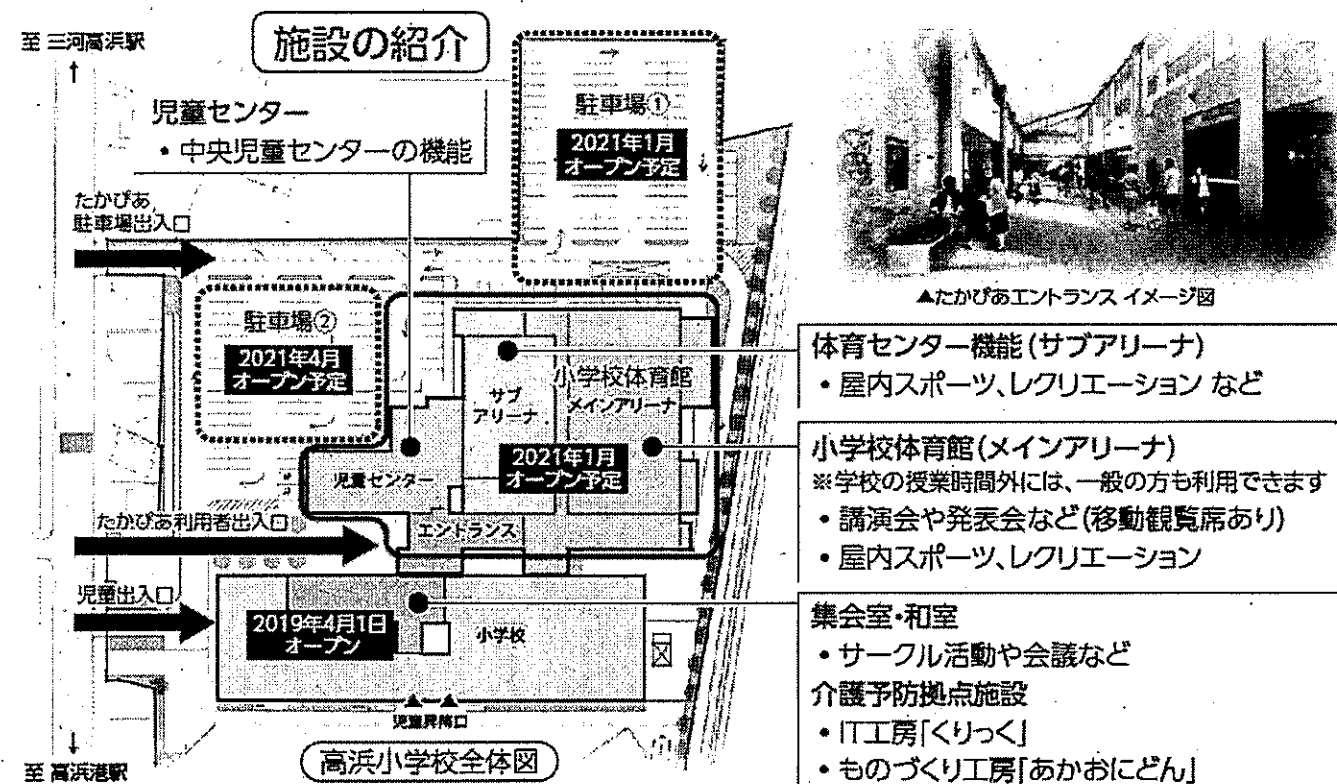 至 三河高浜駅
↑
施設の紹介
児童センター
・中央児童センターの機能
駐車場①
2021年1月
オープン予定
たかぴあ
駐車場出入口
駐車場②
2021年4月
オープン予定
▲たかぴあエントランス イメージ図
体育センター機能(サブアリーナ)
・屋内スポーツ、レクリエーション など
小学校体育館
メインアリーナ
サブ
アリーナ
2021年1月
オープン予定
児童センター
小学校体育館(メインアリーナ)
※学校の授業時間外には、一般の方も利用できます
・講演会や発表会など(移動観覧席あり)
・屋内スポーツ、レクリエーション
たかぴあ利用者出入口
エントランス
児童出入口
2019年4月1日
オープン
小学校
集会室・和室
・サークル活動や会議など
介護予防拠点施設
・IT工房「くりっく」
・ものづくり工房「あかおにどん」
児童昇降口
高浜小学校全体図
↓
至 高浜港駅